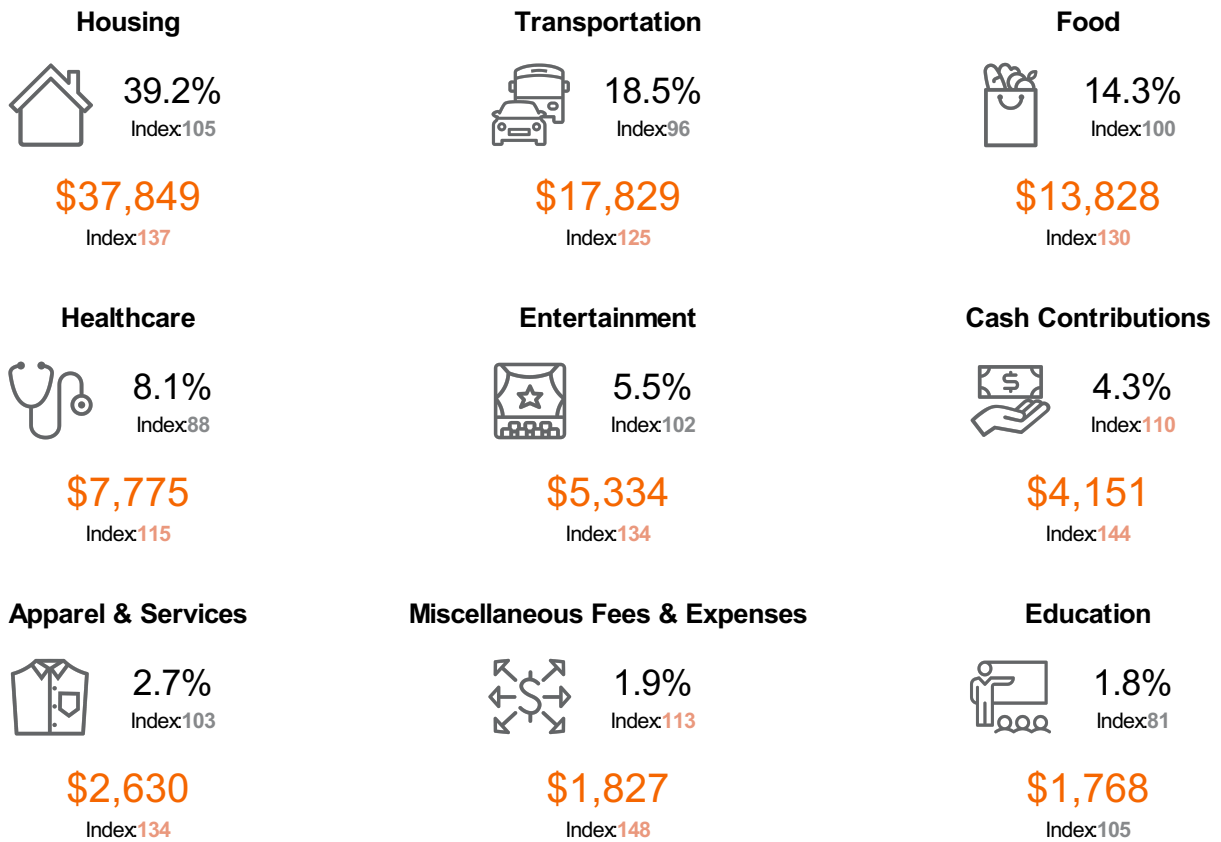 Housing
39.2%
Index:105
$37,849
Index:137
Transportation
18.5%
Index:96
$17,829
Index:125
Food
14.3%
Index:100
$13,828
Index:130
Healthcare
8.1%
Index:88
$7,775
Index:115
Entertainment
5.5%
Index:102
$5,334
Index:134
Cash Contributions
$
4.3%
Index:110
$4,151
Index:144
Apparel & Services
2.7%
Index:103
$2,630
Index:134
Miscellaneous Fees & Expenses
$
1.9%
Index:113
$1,827
Index:148
Education
1.8%
Index:81
$1,768
Index:105